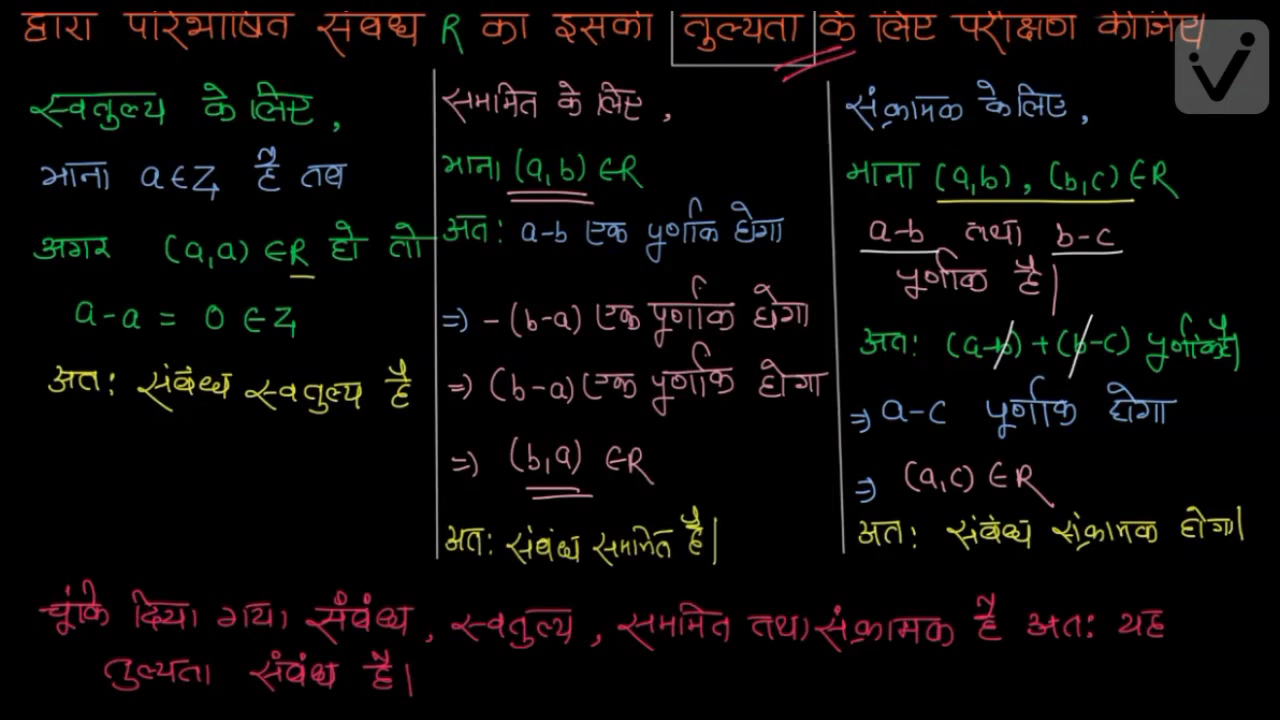 द्वारा परिभाषित संबंध R का इसकी तुल्यता के लिए परीक्षण कीजिए
स्वतुल्य के लिए,
माना a∈Z है तब
अगर (a,a) ∈R हो तो
a-a = 0 ∈Z
अतः संबंध स्वतुल्य है
सममित के लिए,
माना (a,b) ∈R
अतः a-b एक पूर्णांक होगा
=> -(b-a) एक पूर्णांक होगा
=> (b-a) एक पूर्णांक होगा
=> (b,a) ∈R
अतः संबंध सममित है।
संक्रामक के लिए,
माना (a,b), (b,c) ∈R
a-b तथा b-c
पूर्णांक है।
अतः (a-b)+(b-c) पूर्णांक है।
=> a-c पूर्णांक होगा
=> (a,c) ∈R
अतः संबंध संक्रामक होगा।
चूंकि दिया गया संबंध, स्वतुल्य, सममित तथा संक्रामक है अतः यह
तुल्यता संबंध है।